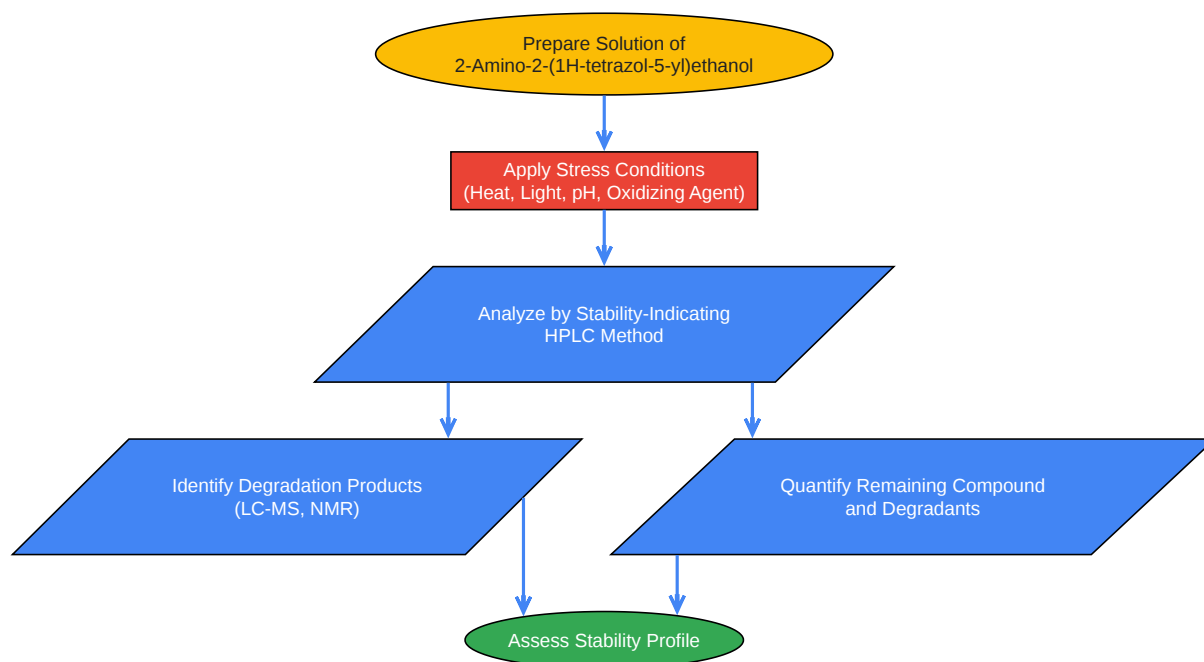 Prepare Solution of
2-Amino-2-(1H-tetrazol-5-yl)ethanol
Apply Stress Conditions
(Heat, Light, pH, Oxidizing Agent)
Analyze by Stability-Indicating
HPLC Method
Identify Degradation Products
(LC-MS, NMR)
Quantify Remaining Compound
and Degradants
Assess Stability Profile